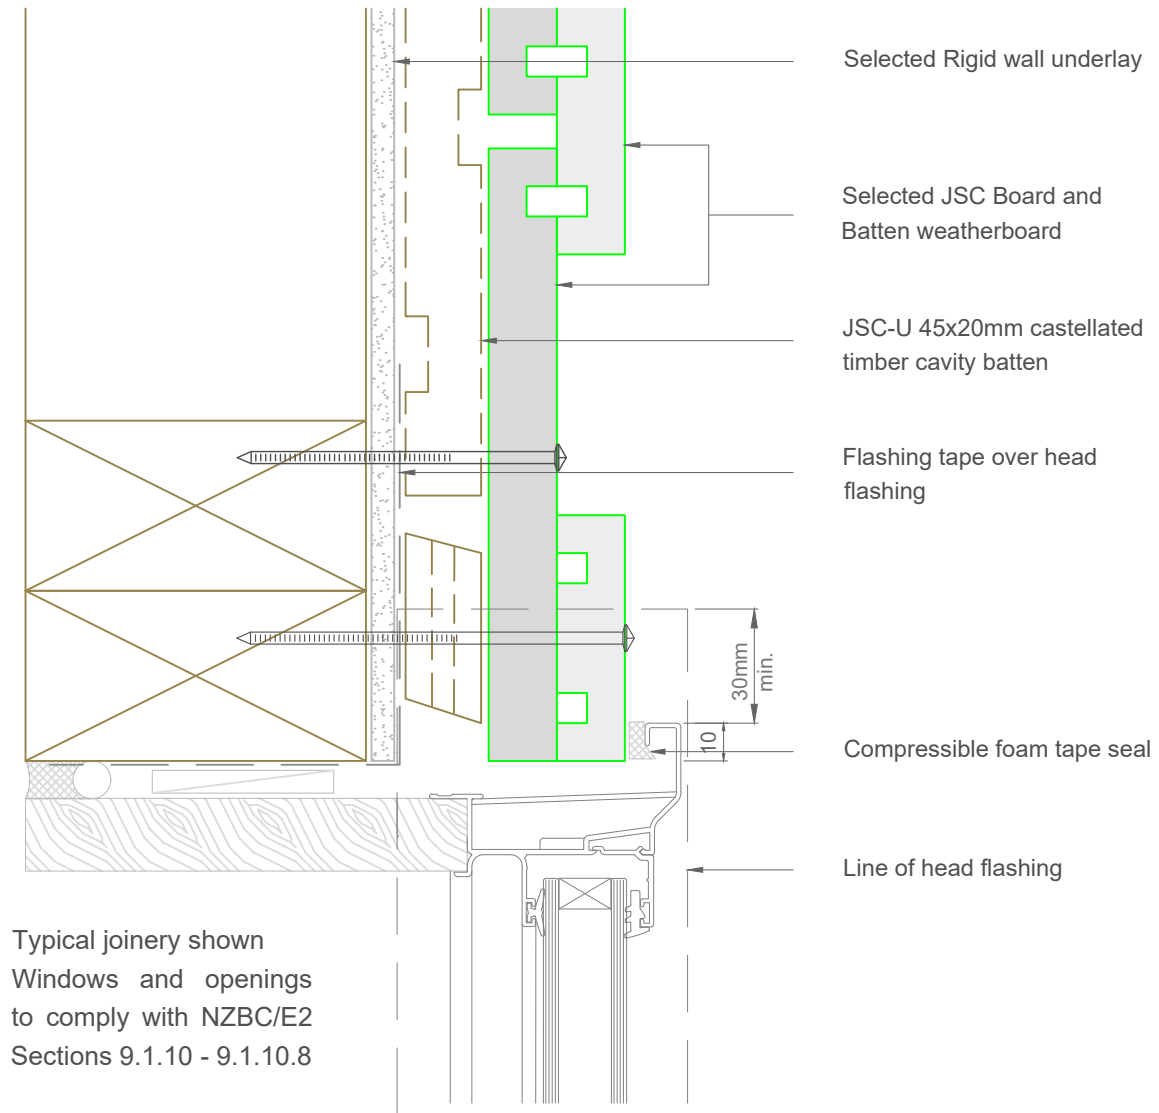 Selected Rigid wall underlay
Selected JSC Board and
Batten weatherboard
JSC-U 45x20mm castellated
timber cavity batten
Flashing tape over head
flashing
30mm
min.
10
Compressible foam tape seal
Line of head flashing
Typical joinery shown
Windows and openings
to comply with NZBC/E2
Sections 9.1.10 - 9.1.10.8